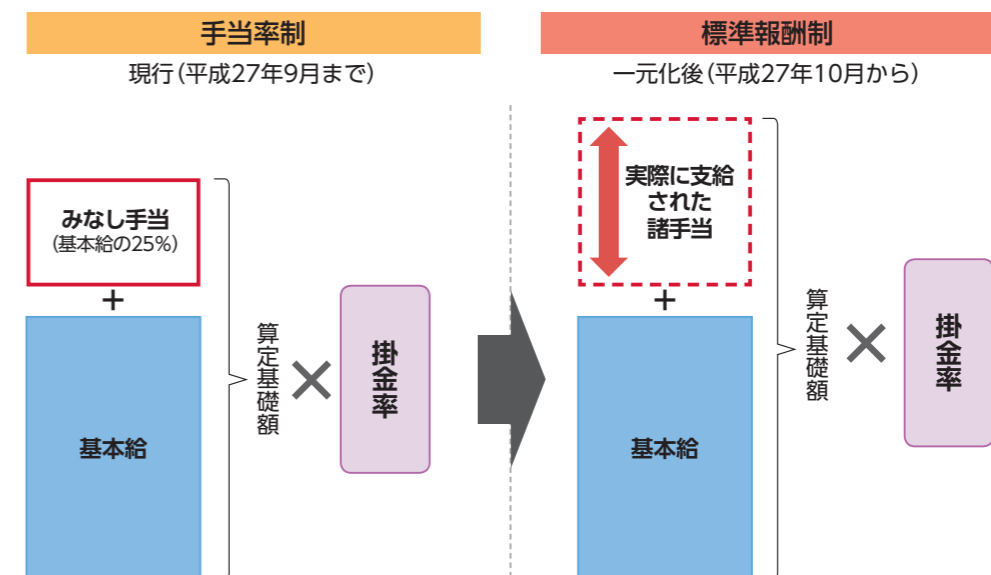 手当率制
現行(平成27年9月まで)
みなし手当
(基本給の25%)
+
基本給
算定基礎額
×
掛金率
標準報酬制
一元化後(平成27年10月から)
実際に支給
された
諸手当
+
基本給
算定基礎額
×
掛金率